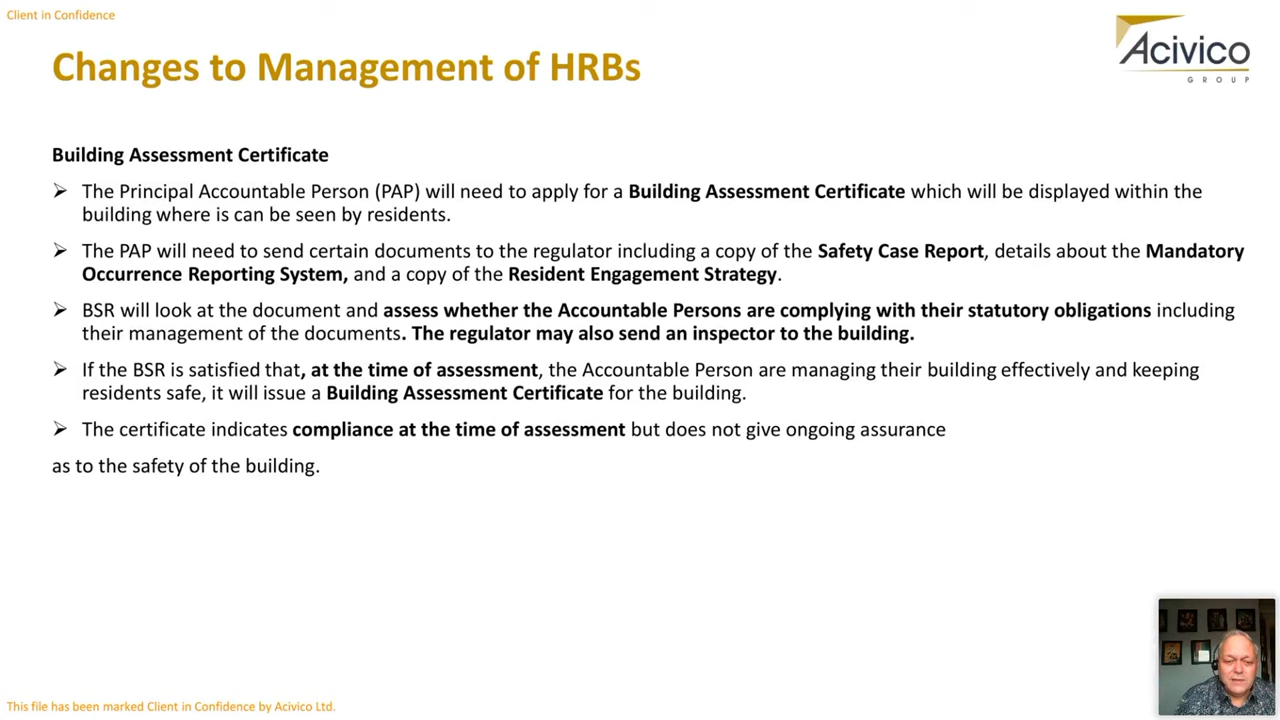 Client in Confidence
Changes to Management of HRBs
Acivico
GROUP
Building Assessment Certificate
➢ The Principal Accountable Person (PAP) will need to apply for a Building Assessment Certificate which will be displayed within the
building where is can be seen by residents.
➢ The PAP will need to send certain documents to the regulator including a copy of the Safety Case Report, details about the Mandatory
Occurrence Reporting System, and a copy of the Resident Engagement Strategy.
➢ BSR will look at the document and assess whether the Accountable Persons are complying with their statutory obligations including
their management of the documents. The regulator may also send an inspector to the building.
➢ If the BSR is satisfied that, at the time of assessment, the Accountable Person are managing their building effectively and keeping
residents safe, it will issue a Building Assessment Certificate for the building.
➢ The certificate indicates compliance at the time of assessment but does not give ongoing assurance
as to the safety of the building.
This file has been marked Client in Confidence by Acivico Ltd.